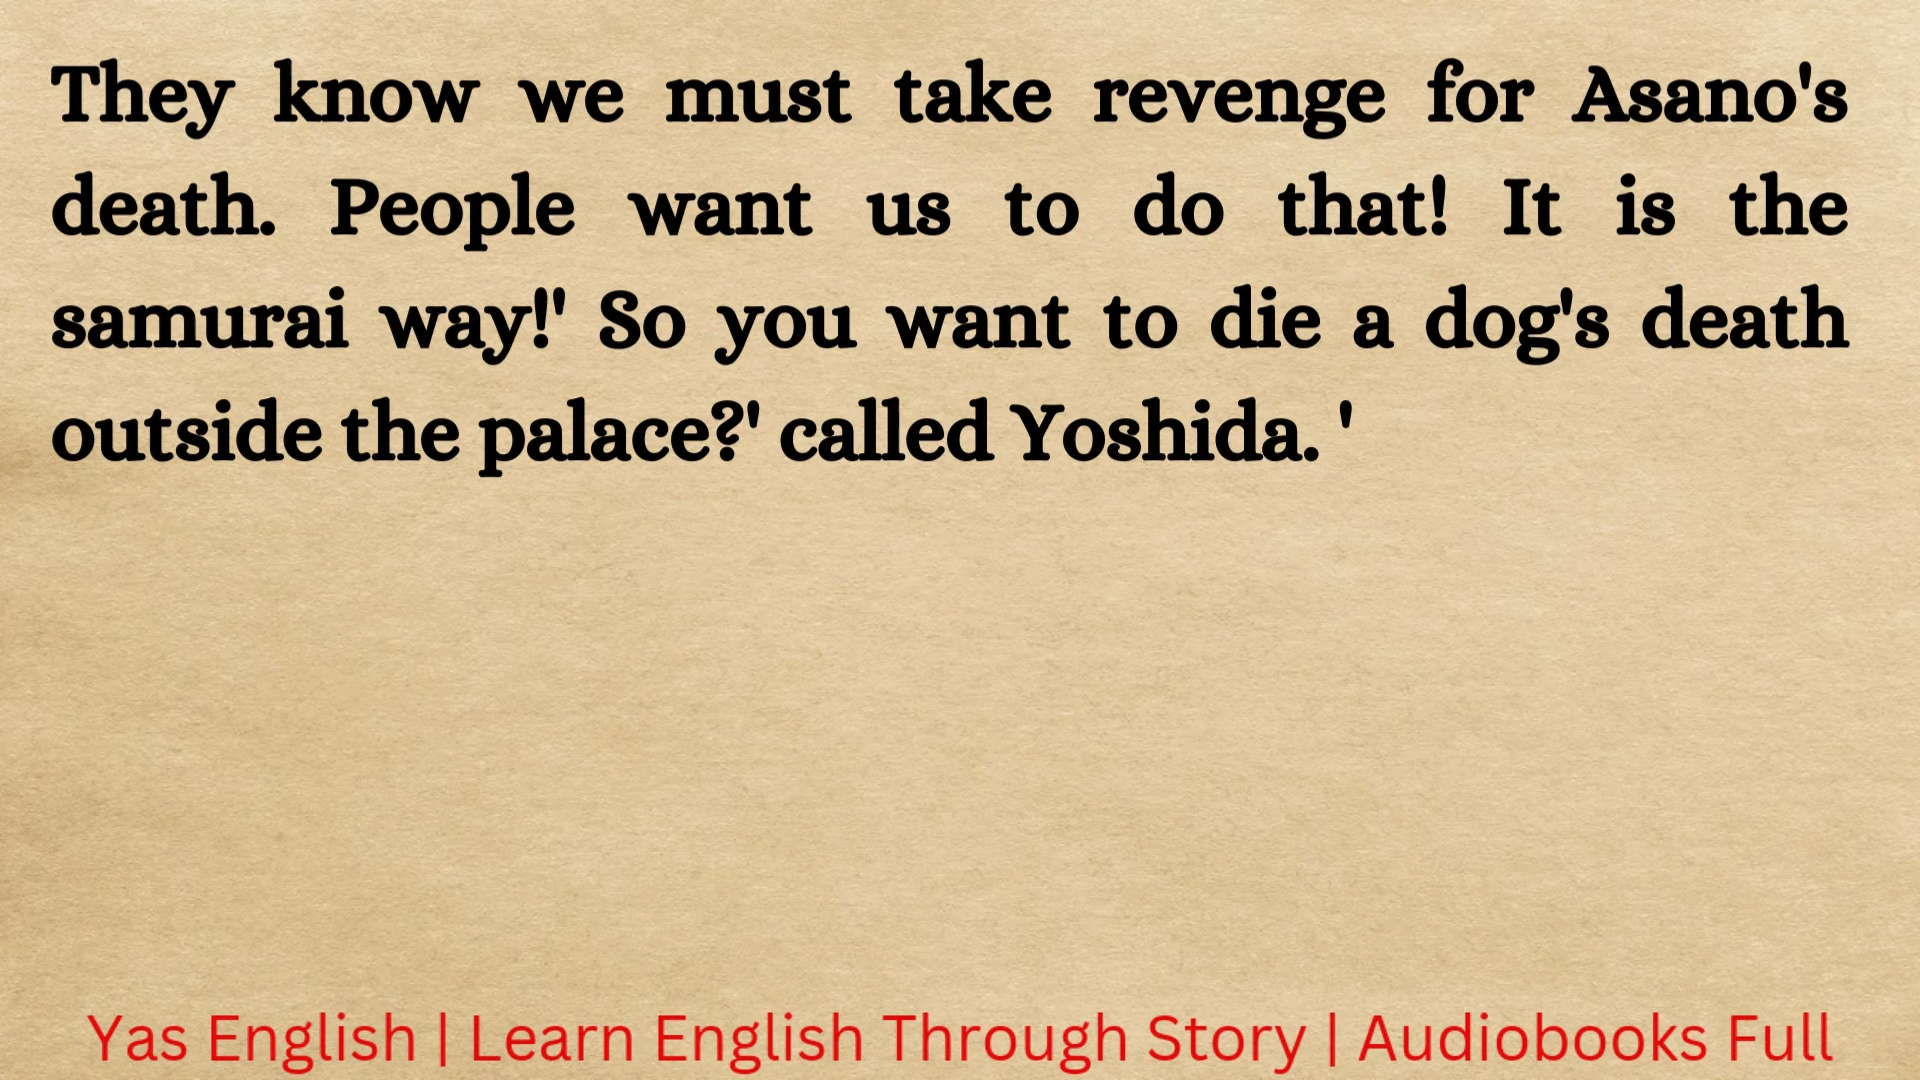 They know we must take revenge for Asano's
death. People want us to do that! It is the
samurai way!' So you want to die a dog's death
outside the palace?' called Yoshida. '
Yas English | Learn English Through Story | Audiobooks Full